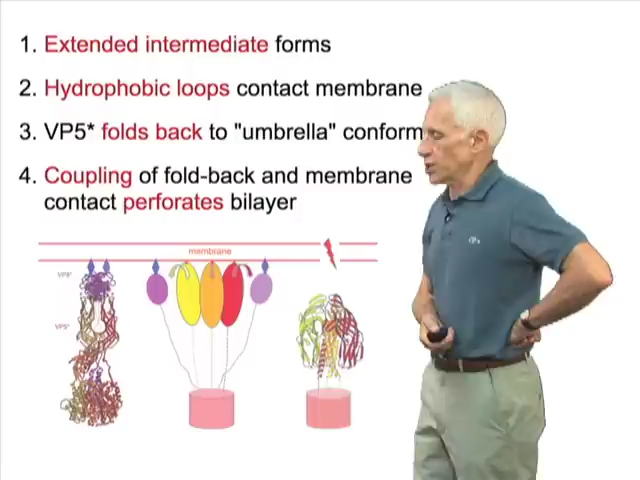 1. Extended intermediate forms
2. Hydrophobic loops contact membrane
3. VP5* folds back to "umbrella" conform
4. Coupling of fold-back and membrane
contact perforates bilayer
membrane
VP8*
VP5*